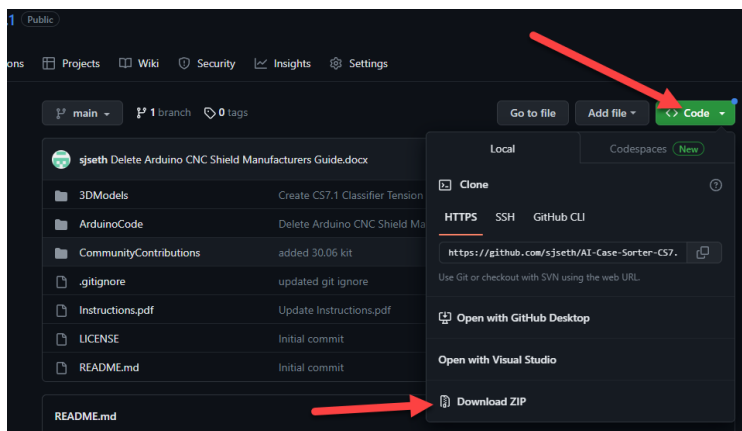 .1 Public
ons Projects Wiki Security Insights Settings
main 1 branch 0 tags Go to file Add file Code
Local Codespaces New
sjseth Delete Arduino CNC Shield Manufacturers Guide.docx
Clone
3DModels Create CS7.1 Classifier Tension
HTTPS SSH GitHub CLI
ArduinoCode Delete Arduino CNC Shield Ma
CommunityContributions added 30.06 kit
https://github.com/sjseth/AI-Case-Sorter-CS7.
Use Git or checkout with SVN using the web URL.
.gitignore updated git ignore
Instructions.pdf Update Instructions.pdf
Open with GitHub Desktop
LICENSE Initial commit
Open with Visual Studio
README.md Initial commit
Download ZIP
README.md